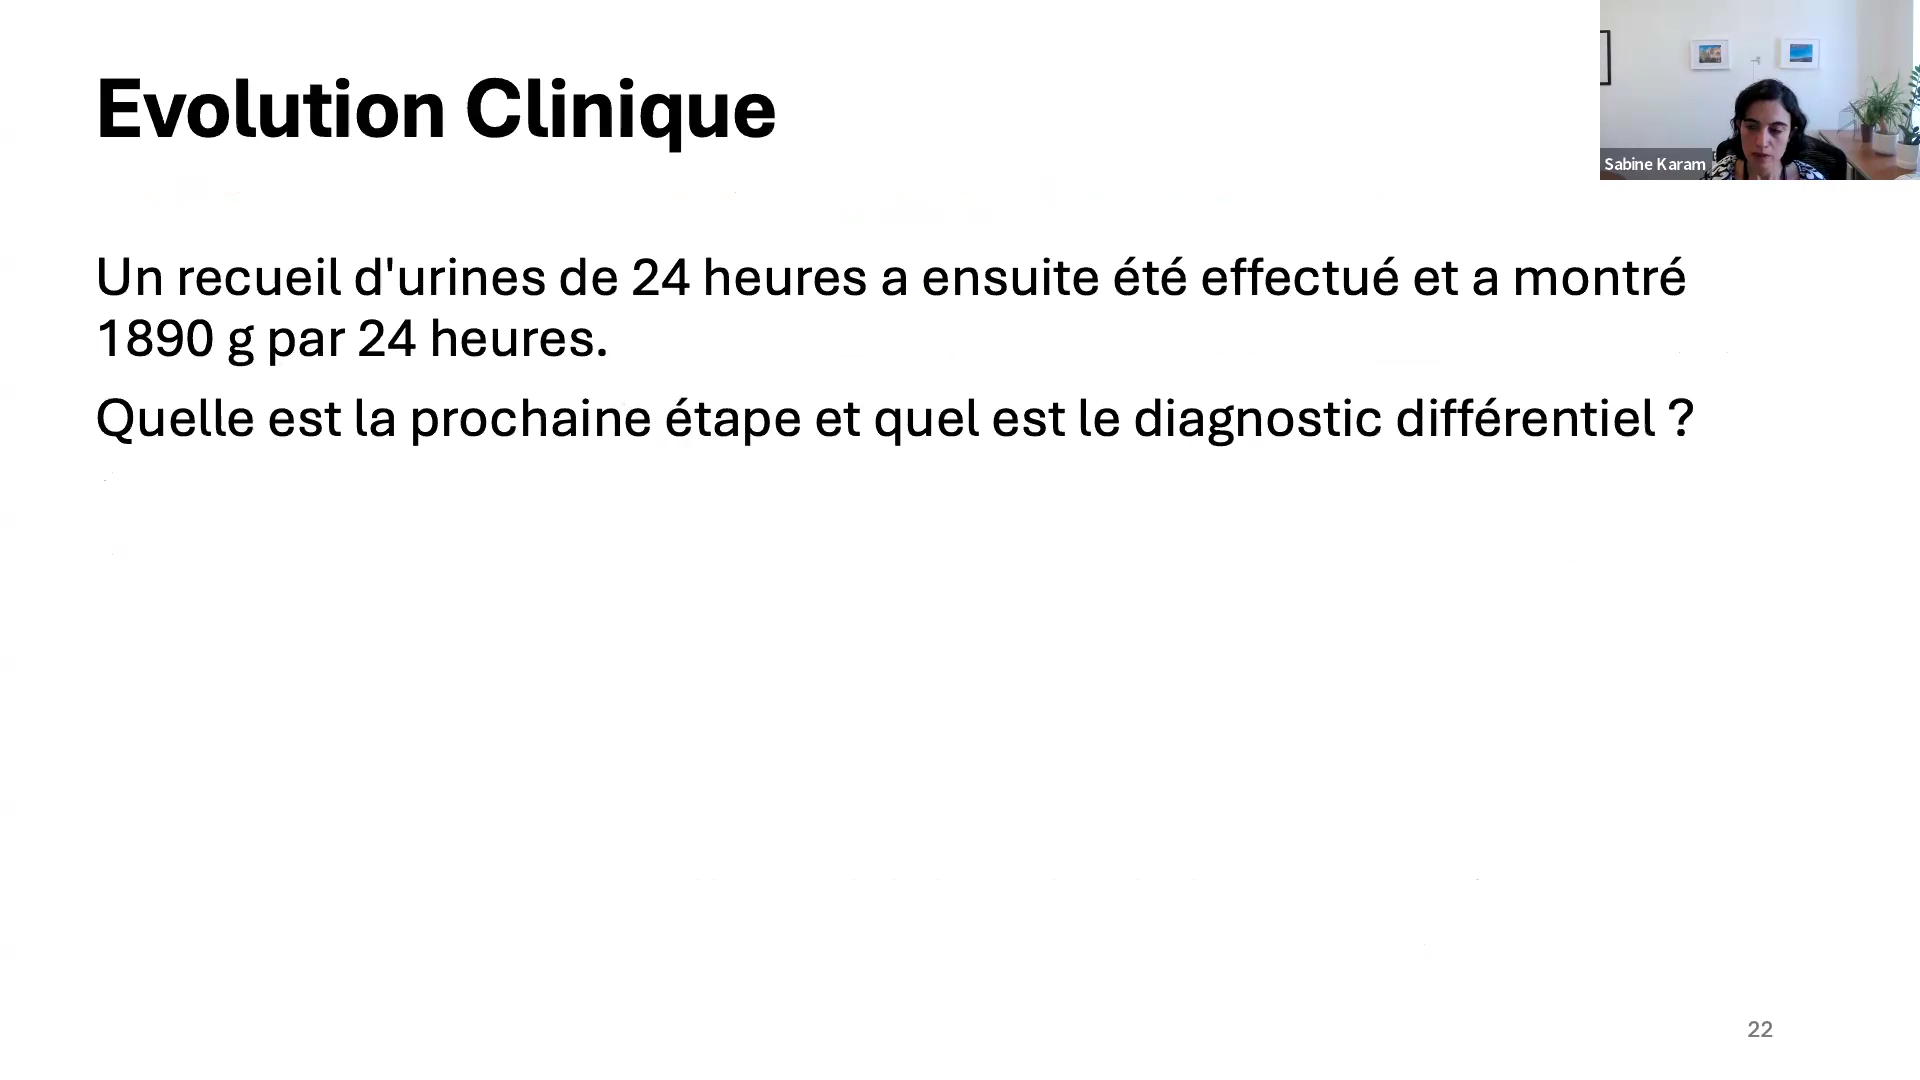 Evolution Clinique
Sabine Karam
Un recueil d'urines de 24 heures a ensuite été effectué et a montré
1890 g par 24 heures.
Quelle est la prochaine étape et quel est le diagnostic différentiel ?
22